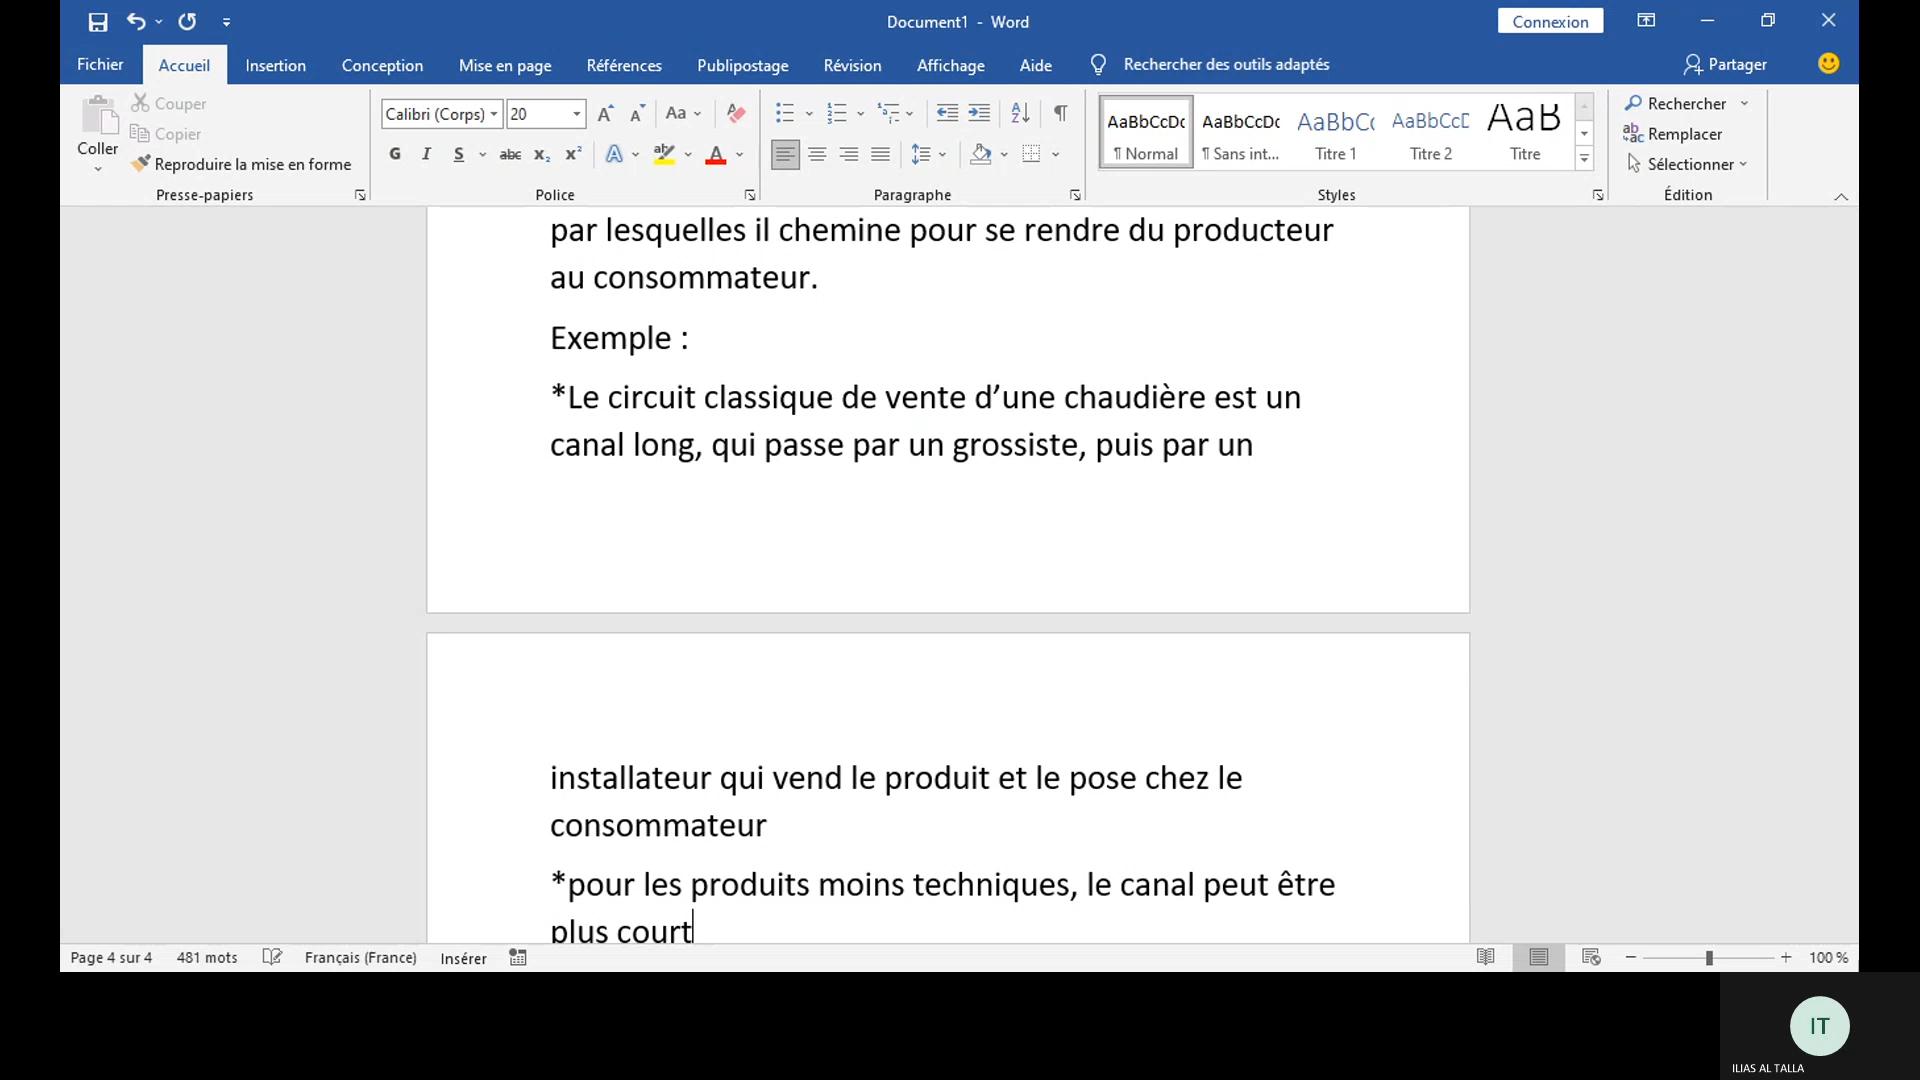 Document1 - Word
Connexion
Fichier
Accueil
Insertion
Conception
Mise en page
Références
Publipostage
Révision
Affichage
Aide
Rechercher des outils adaptés
Partager
Coller
Couper
Copier
Reproduire la mise en forme
Presse-papiers
Calibri (Corps)
20
Aa
G I S abc x₂ x² A A
Police
Paragraphe
AaBbCcDc
¶ Normal
AaBbCcDc
¶ Sans int...
AaBbCc
Titre 1
AaBbCcD
Titre 2
AaB
Titre
Styles
Rechercher
Remplacer
Sélectionner
Édition
par lesquelles il chemine pour se rendre du producteur
au consommateur.
Exemple :
*Le circuit classique de vente d’une chaudière est un
canal long, qui passe par un grossiste, puis par un
installateur qui vend le produit et le pose chez le
consommateur
*pour les produits moins techniques, le canal peut être
plus court
Page 4 sur 4
481 mots
Français (France)
Insérer
100 %
IT
ILIAS AL TALLA